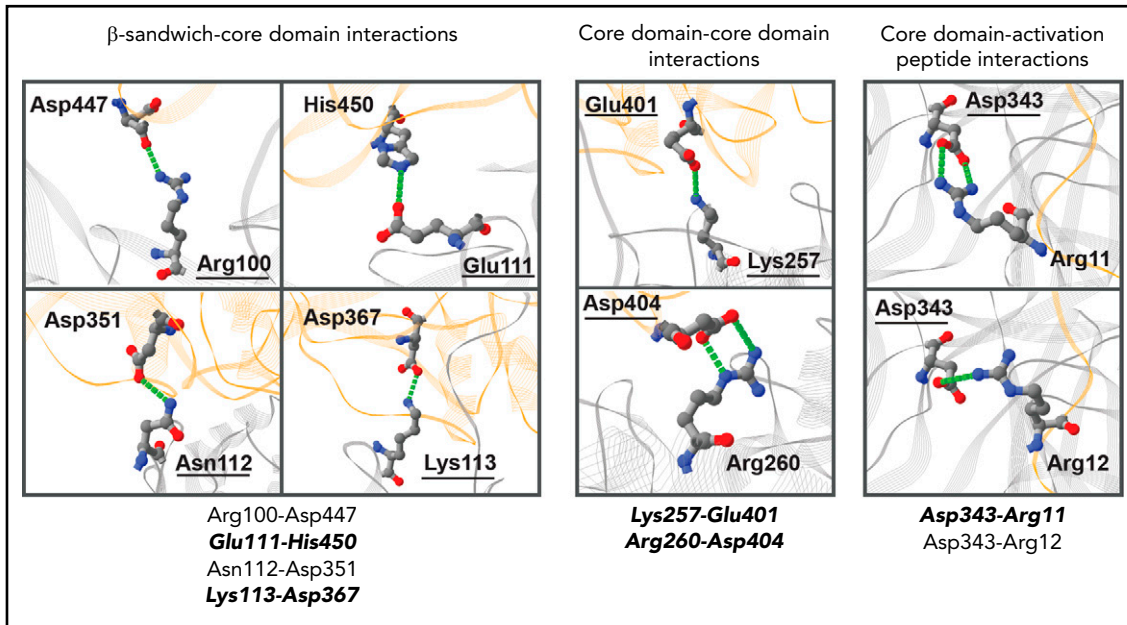 β-sandwich-core domain interactions
Core domain-core domain
interactions
Core domain-activation
peptide interactions
Asp447
Arg100
His450
Glu111
Asp351
Asn112
Asp367
Lys113
Glu401
Lys257
Asp404
Arg260
Asp343
Arg11
Asp343
Arg12
Arg100-Asp447
Glu111-His450
Asn112-Asp351
Lys113-Asp367
Lys257-Glu401
Arg260-Asp404
Asp343-Arg11
Asp343-Arg12